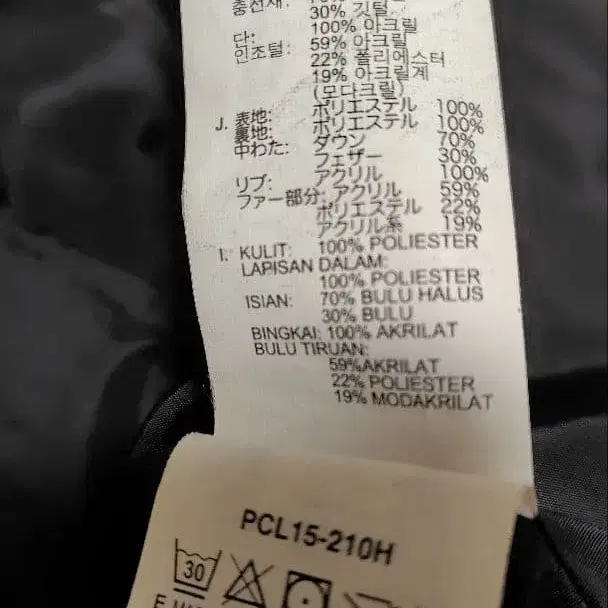 충전재:
30% 깃털
단: 100% 아크릴
인조털: 59% 아크릴
22% 폴리에스터
19% 아크릴계
(모다크릴)
J. 表地: ポリエステル 100%
裏地: ポリエステル 100%
中わた: ダウン 70%
フェザー 30%
リブ: アクリル 100%
ファー部分: アクリル 59%
ポリエステル 22%
アクリル系 19%
I. KULIT: 100% POLIESTER
LAPISAN DALAM:
100% POLIESTER
ISIAN: 70% BULU HALUS
30% BULU
BINGKAI: 100% AKRILAT
BULU TIRUAN:
59%AKRILAT
22% POLIESTER
19% MODAKRILAT
PCL15-210H
30